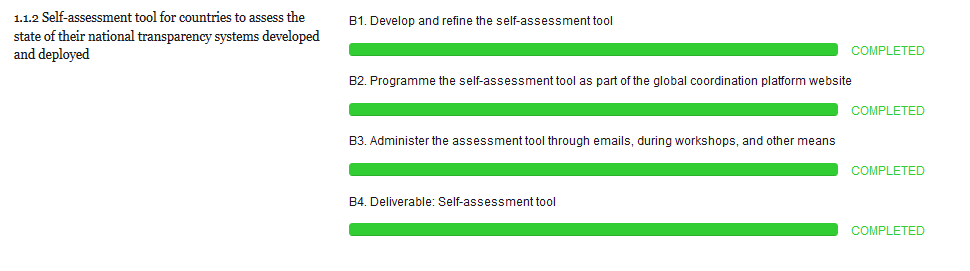 1.1.2 Self-assessment tool for countries to assess the
state of their national transparency systems developed
and deployed
B1. Develop and refine the self-assessment tool
COMPLETED
B2. Programme the self-assessment tool as part of the global coordination platform website
COMPLETED
B3. Administer the assessment tool through emails, during workshops, and other means
COMPLETED
B4. Deliverable: Self-assessment tool
COMPLETED